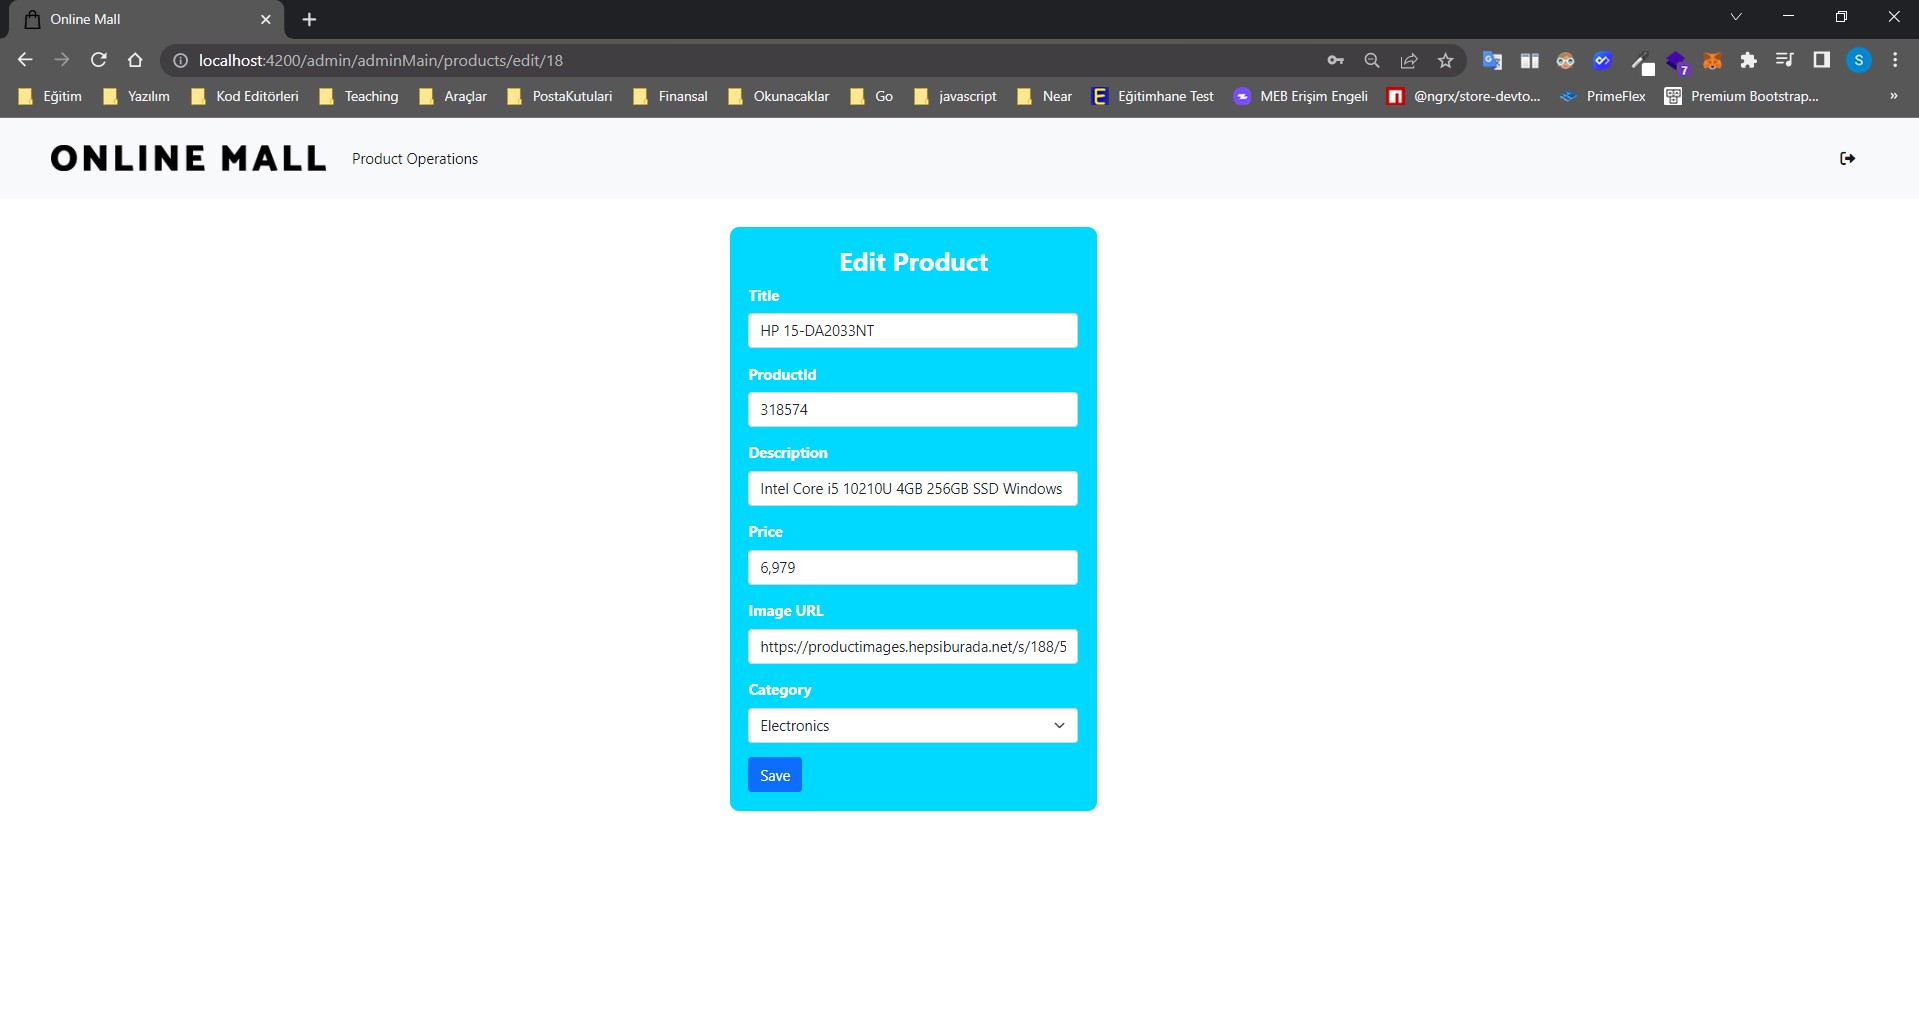 Online Mall
localhost:4200/admin/adminMain/products/edit/18
S
7
Eğitim Yazılım Kod Editörleri Teaching Araçlar PostaKutulari Finansal Okunacaklar Go javascript Near Eğitimhane Test MEB Erişim Engeli @ngrx/store-devto... PrimeFlex Premium Bootstrap... »
ONLINE MALL Product Operations
Edit Product
Title
HP 15-DA2033NT
ProductId
318574
Description
Intel Core i5 10210U 4GB 256GB SSD Windows
Price
6,979
Image URL
https://productimages.hepsiburada.net/s/188/5
Category
Electronics
Save